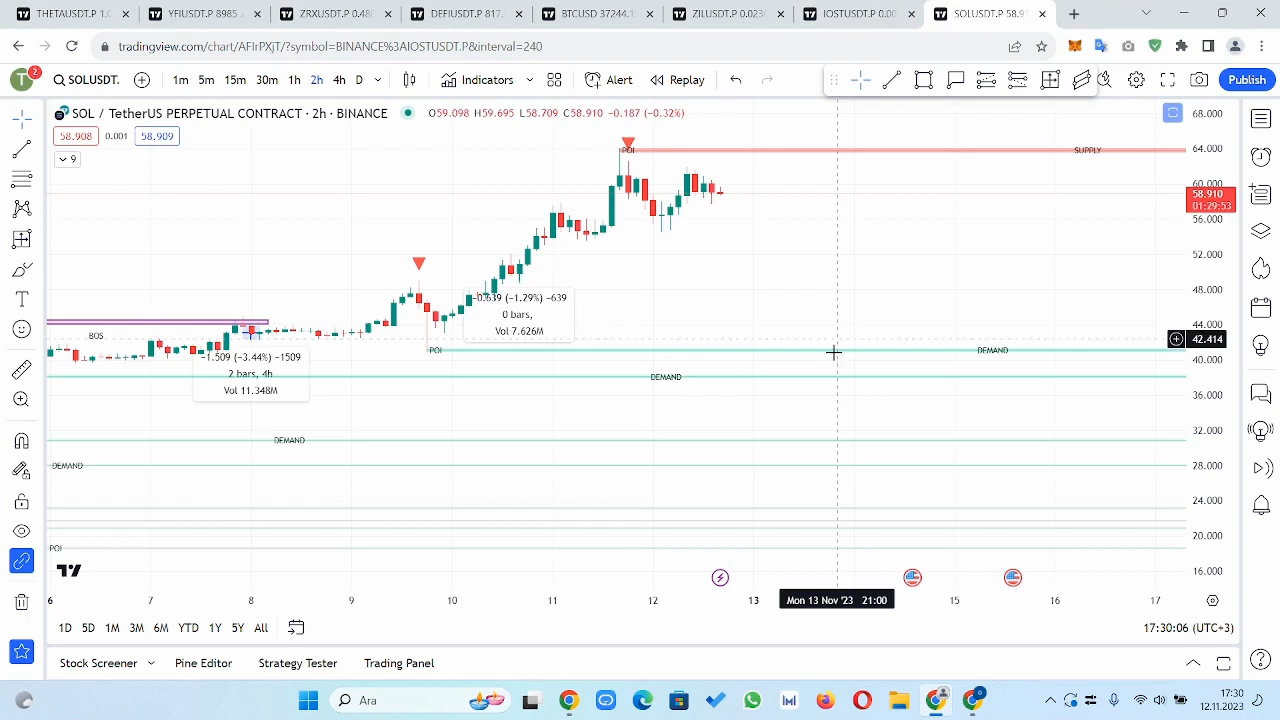 THETAUSDT.P 1.0
YFIUSDT.P 8985
ZRXUSDT.P 0.48
DEFIUSDT.P 817
BTCUSD 37244.1
ZILUSDT.P 0.023
IOSTUSDT.P 0.00
SOLUSDT.P 58.91
tradingview.com/chart/AFIrPXJT/?symbol=BINANCE%3AIOSTUSDT.P&interval=240
T 2
SOLUSDT.
1m 5m 15m 30m 1h 2h 4h D
Indicators
Alert
Replay
Publish
SOL / TetherUS PERPETUAL CONTRACT · 2h · BINANCE
O59.098 H59.695 L58.709 C58.910 −0.187 (−0.32%)
58.908 0.001 58.909
9
POI
SUPPLY
68.000
64.000
60.000
58.910
01:29:53
56.000
52.000
48.000
44.000
42.414
40.000
36.000
32.000
28.000
24.000
20.000
16.000
−0.639 (−1.29%) −639
0 bars,
Vol 7.626M
BOS
−1.509 (−3.44%) −1509
2 bars, 4h
Vol 11.348M
POI
DEMAND
DEMAND
DEMAND
DEMAND
POI
6 7 8 9 10 11 12 13 Mon 13 Nov '23 21:00 15 16 17
1D 5D 1M 3M 6M YTD 1Y 5Y All
17:30:06 (UTC+3)
Stock Screener
Pine Editor
Strategy Tester
Trading Panel
Ara
17:30
12.11.2023